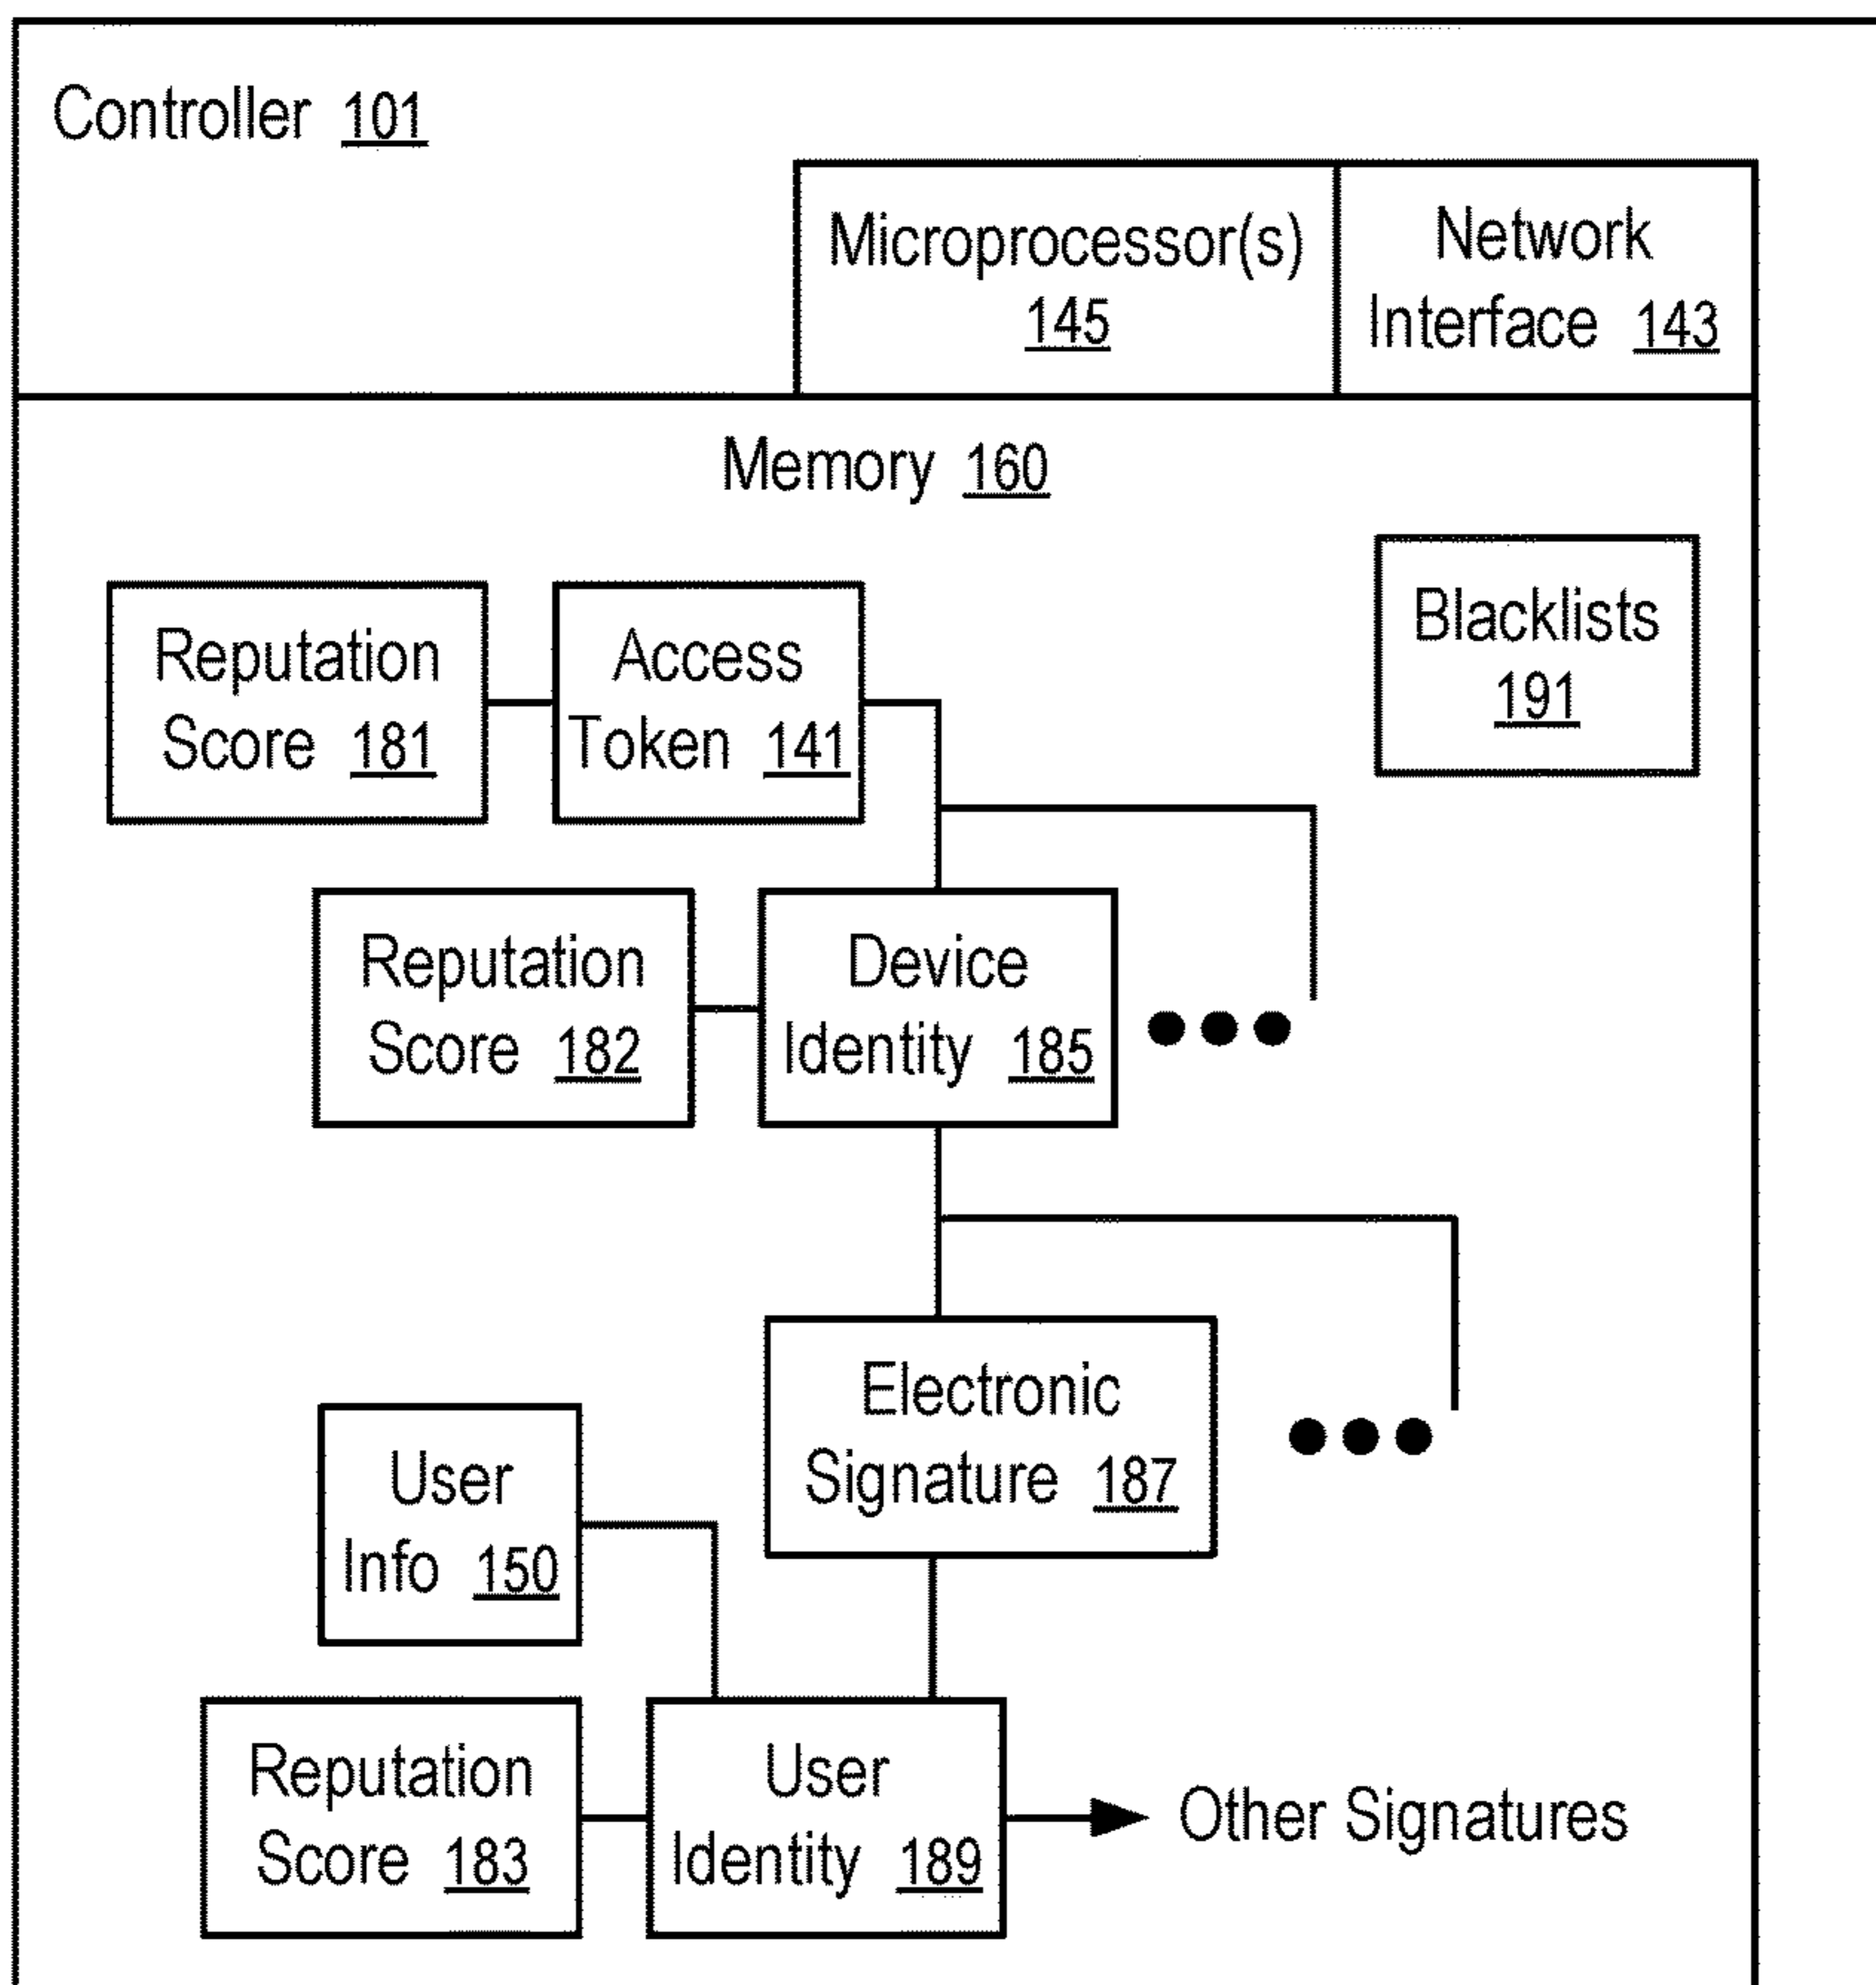 Controller 101
Microprocessor(s)
145
Network
Interface 143
Memory 160
Blacklists
191
Reputation
Score 181
Access
Token 141
Reputation
Score 182
Device
Identity 185
Electronic
Signature 187
User
Info 150
Reputation
Score 183
User
Identity 189
Other Signatures